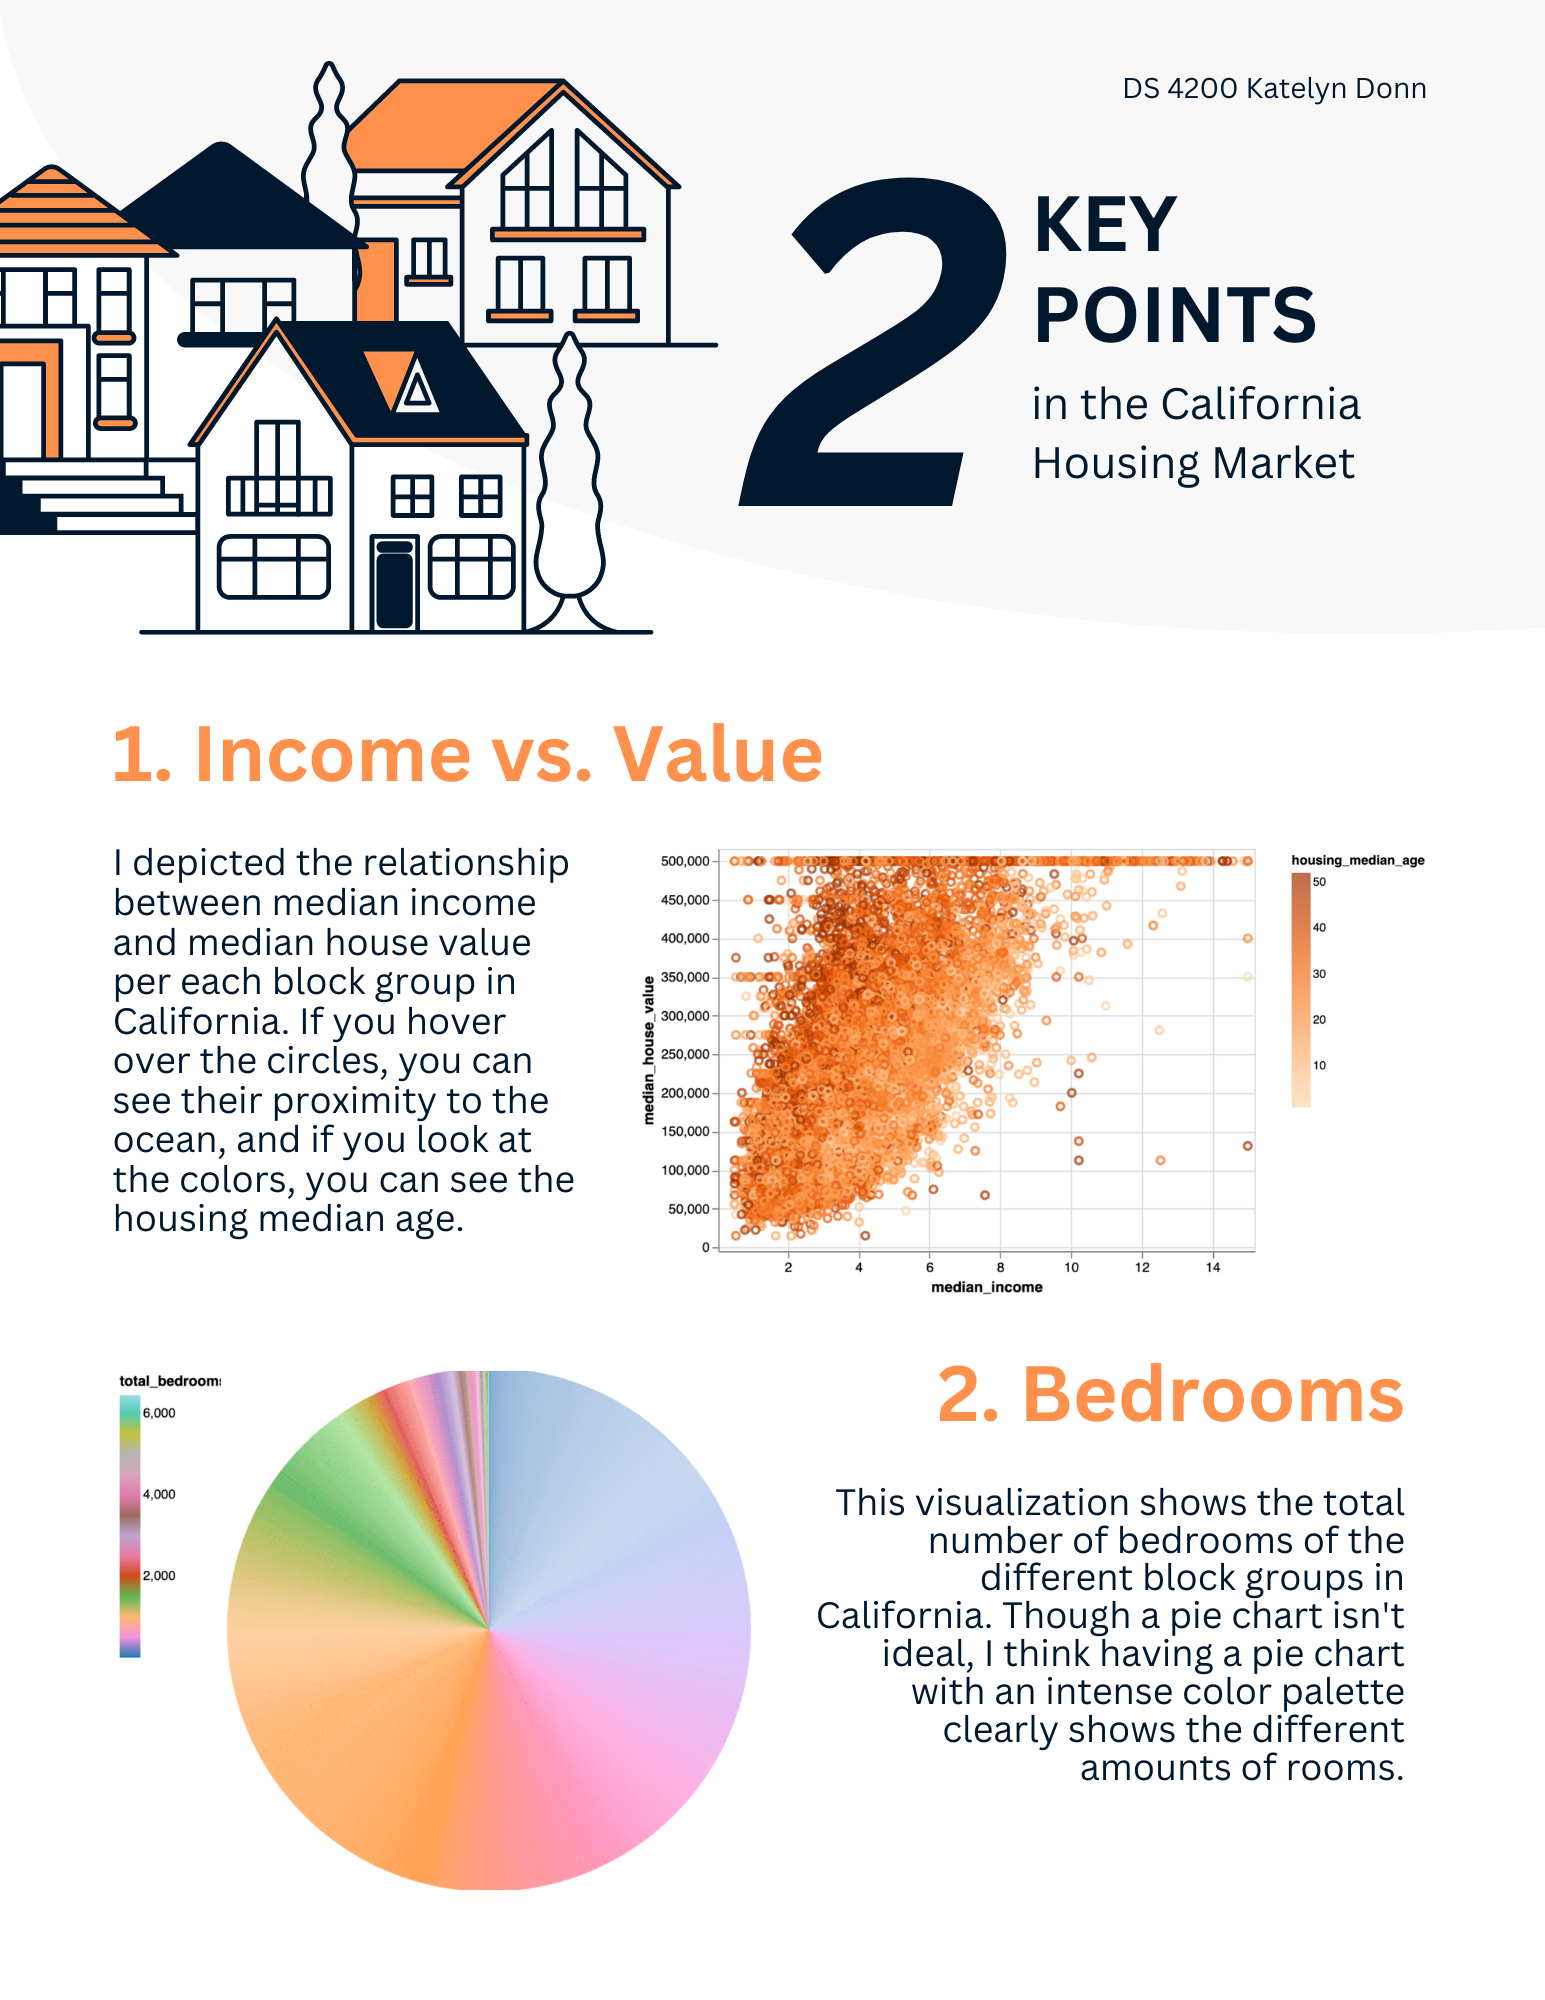 DS 4200 Katelyn Donn
2
KEY
POINTS
in the California
Housing Market
1. Income vs. Value
I depicted the relationship
between median income
and median house value
per each block group in
California. If you hover
over the circles, you can
see their proximity to the
ocean, and if you look at
the colors, you can see the
housing median age.
500,000
450,000
400,000
350,000
300,000
250,000
200,000
150,000
100,000
50,000
0
median_house_value
2 4 6 8 10 12 14
median_income
housing_median_age
50
40
30
20
10
total_bedrooms
6,000
4,000
2,000
2. Bedrooms
This visualization shows the total
number of bedrooms of the
different block groups in
California. Though a pie chart isn't
ideal, I think having a pie chart
with an intense color palette
clearly shows the different
amounts of rooms.